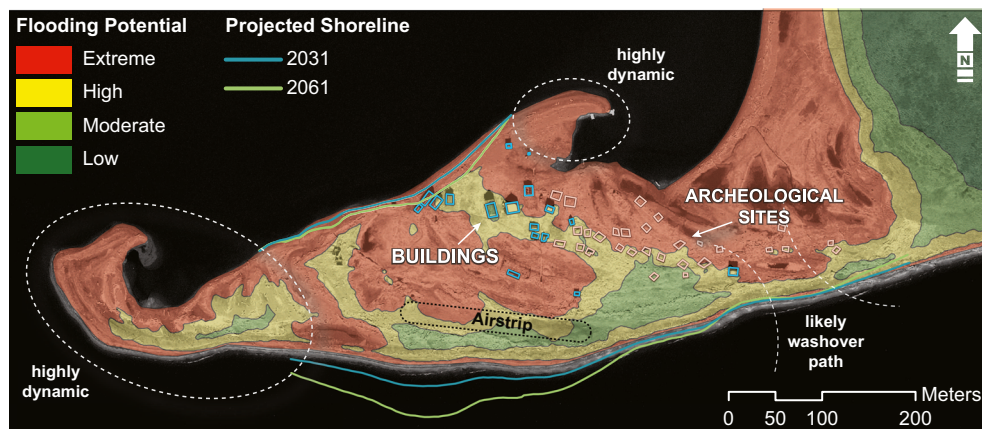 Flooding Potential
Extreme
High
Moderate
Low
Projected Shoreline
2031
2061
highly
dynamic
N
ARCHEOLOGICAL
SITES
BUILDINGS
Airstrip
highly
dynamic
likely
washover
path
Meters
0 50 100 200